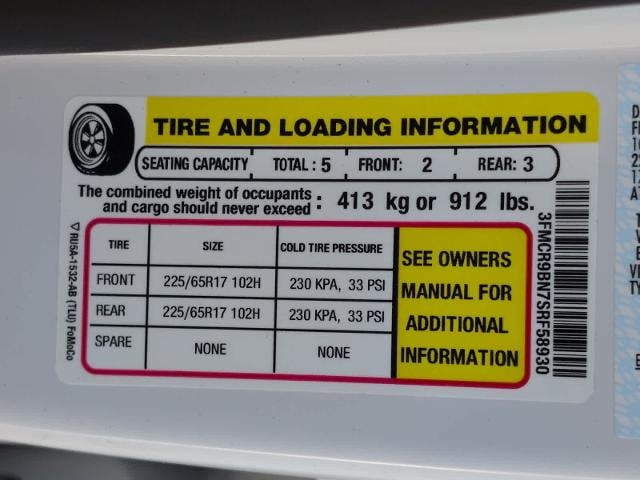 TIRE AND LOADING INFORMATION
SEATING CAPACITY TOTAL : 5 FRONT: 2 REAR: 3
The combined weight of occupants and cargo should never exceed : 413 kg or 912 lbs.
TIRE SIZE COLD TIRE PRESSURE
FRONT 225/65R17 102H 230 KPA, 33 PSI
REAR 225/65R17 102H 230 KPA, 33 PSI
SPARE NONE NONE
SEE OWNERS
MANUAL FOR
ADDITIONAL
INFORMATION
RU5A-1532-AB (TLU) FoMoCo
3FMCR9BN7SRF58930